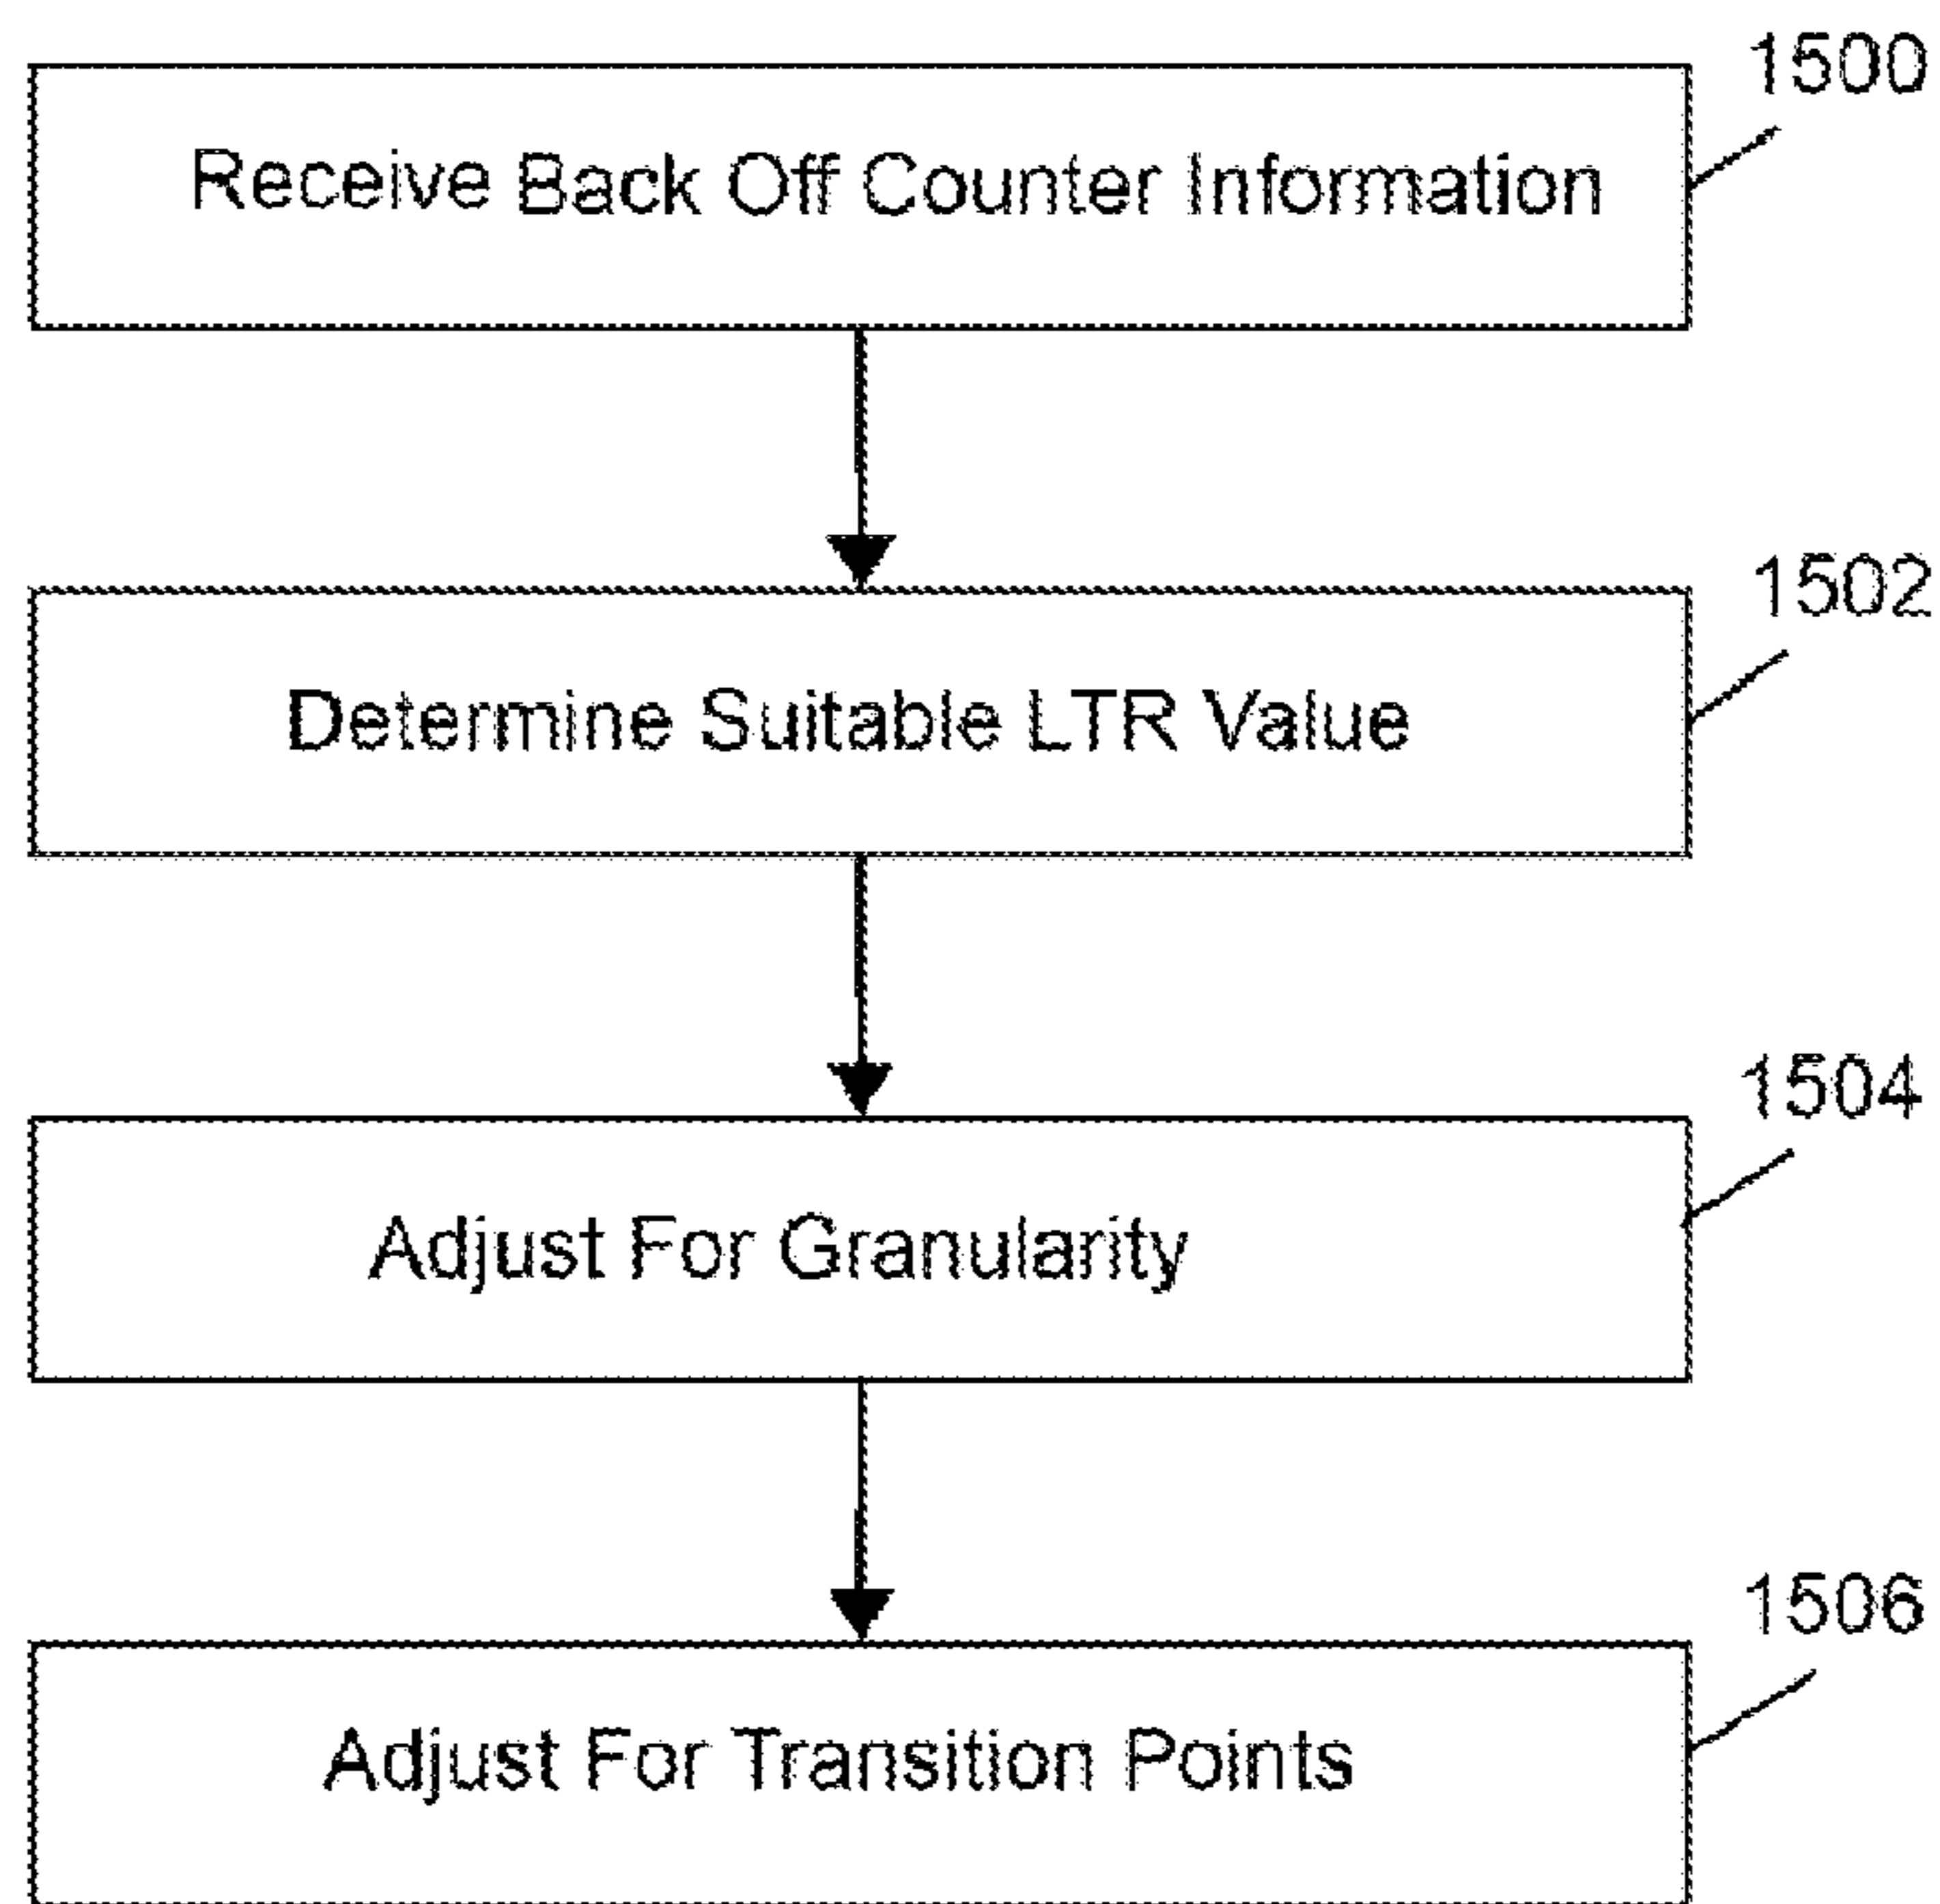 1500
Receive Back Off Counter Information
1502
Determine Suitable LTR Value
1504
Adjust For Granularity
1506
Adjust For Transition Points